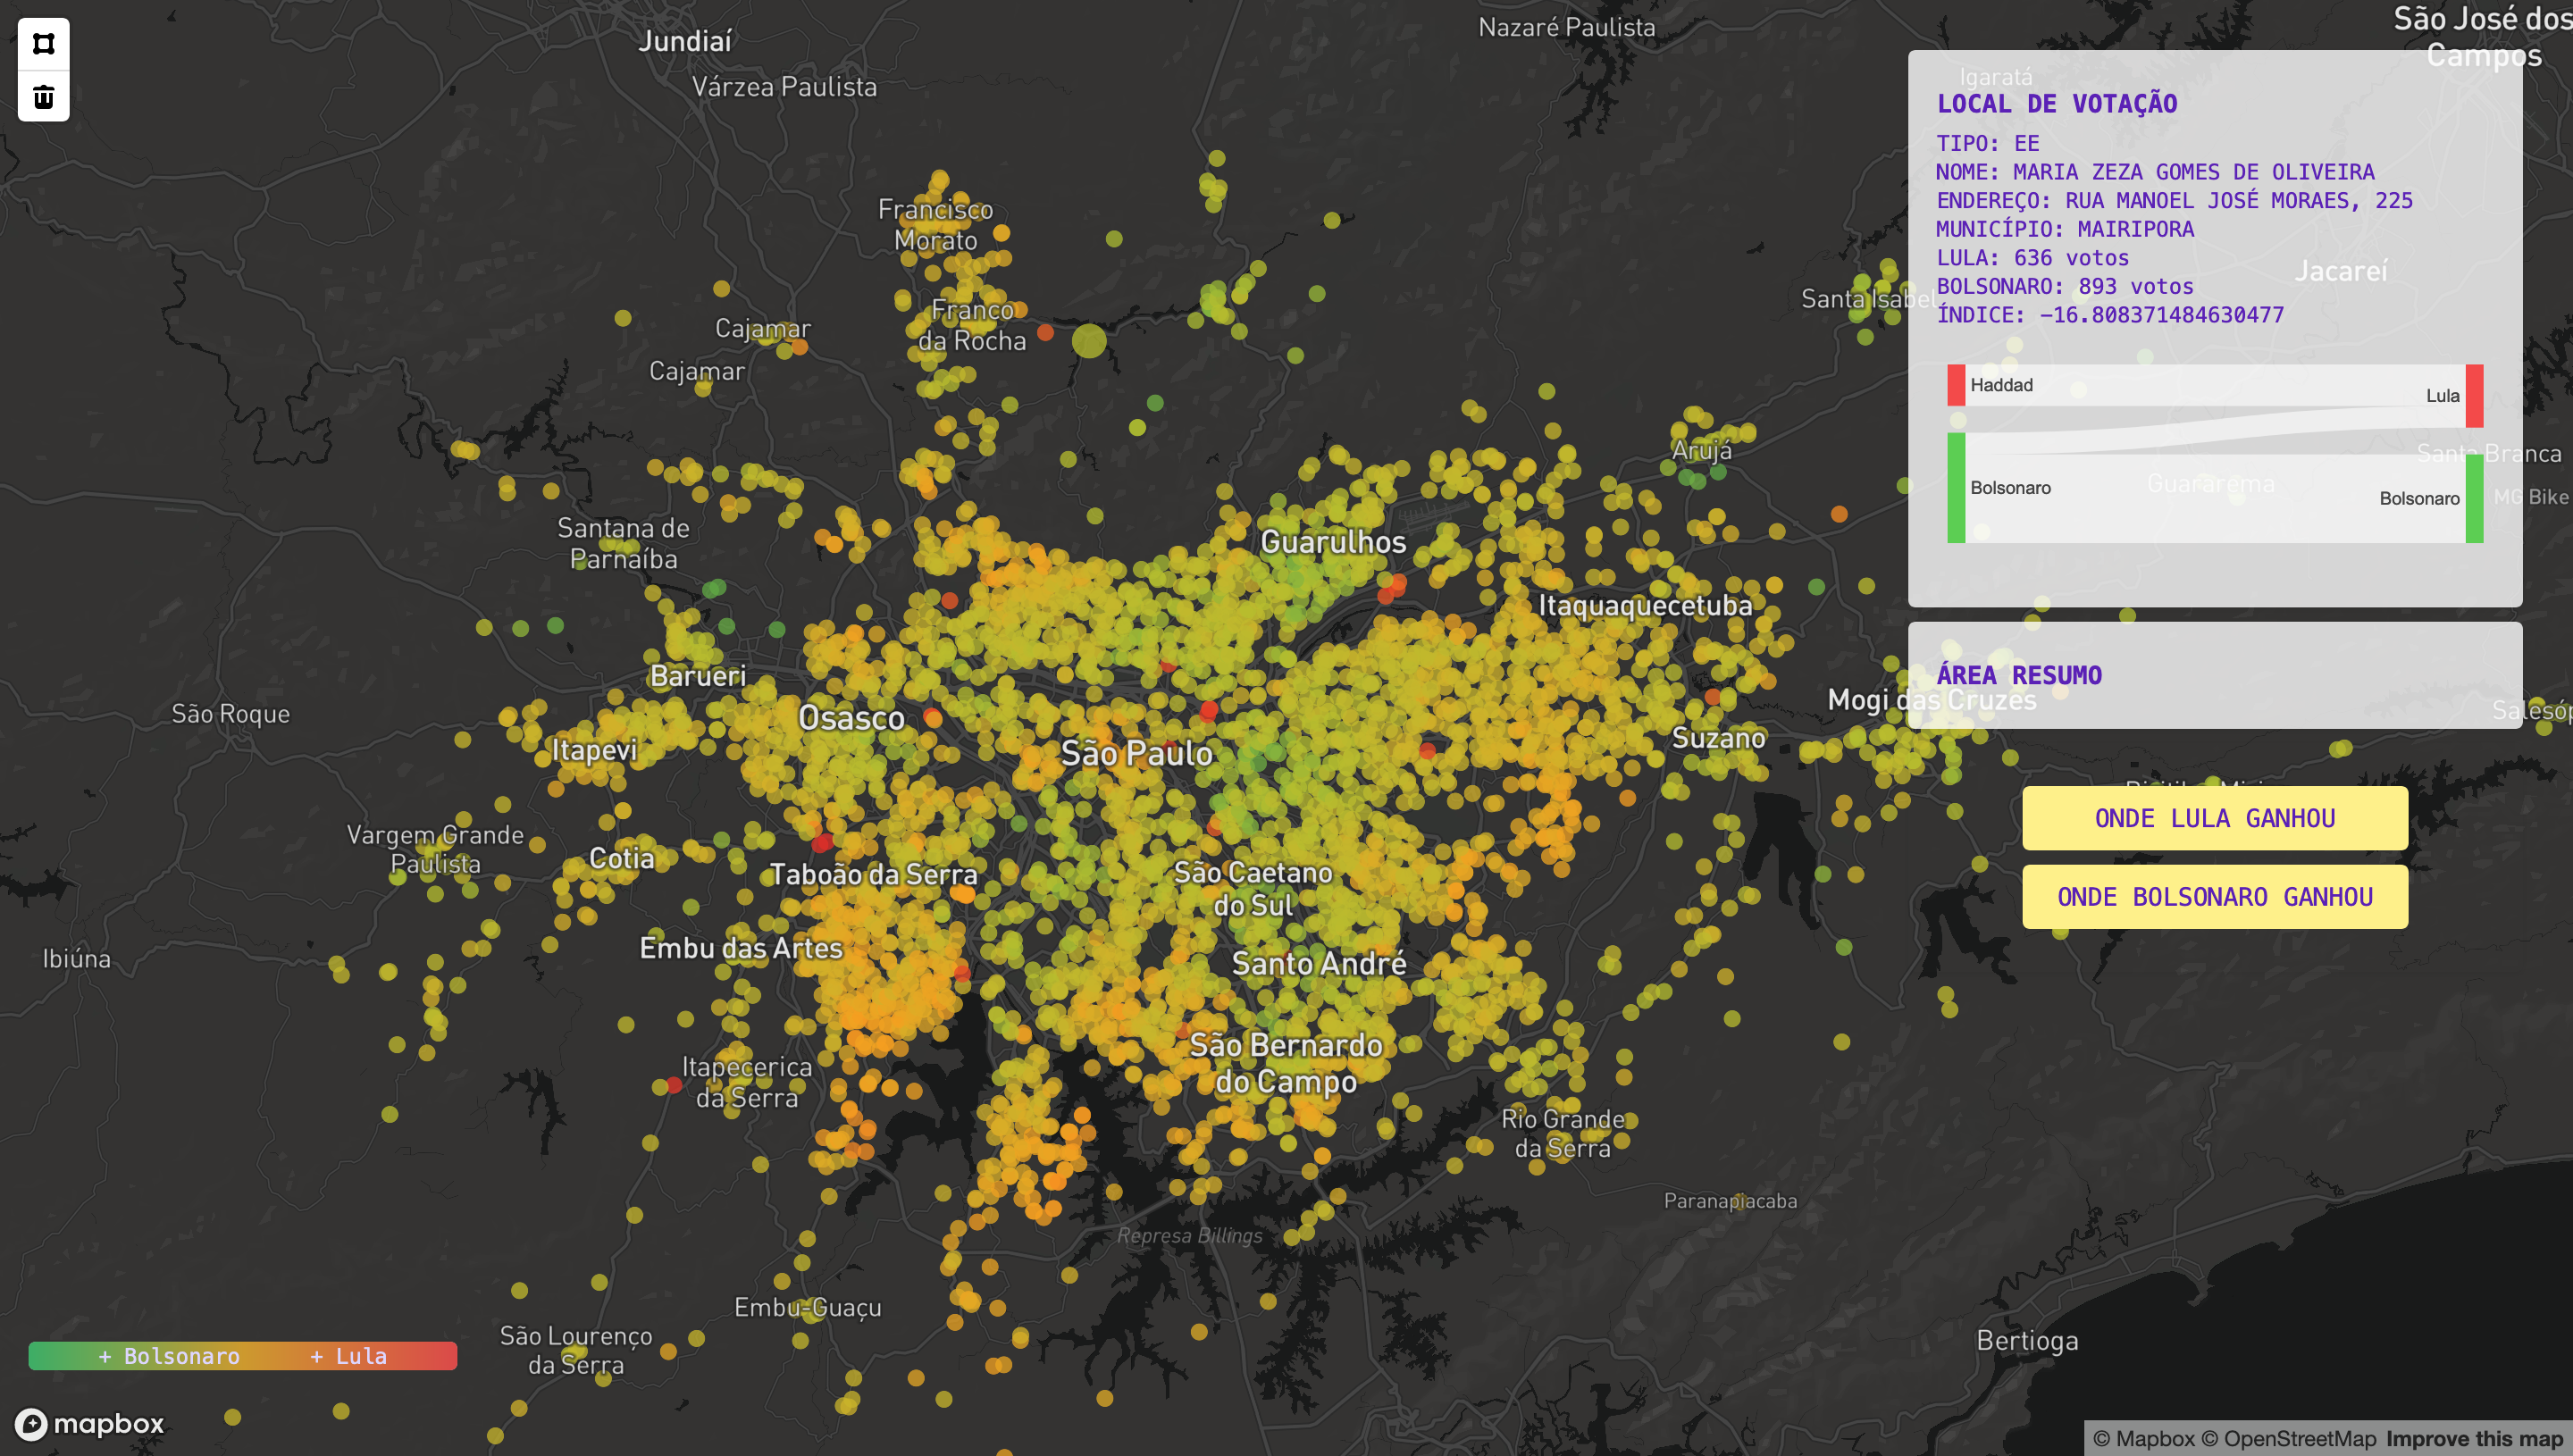 Jundiaí
Várzea Paulista
Nazaré Paulista
São José dos
Campos
Igaratá
LOCAL DE VOTAÇÃO
TIPO: EE
NOME: MARIA ZEZA GOMES DE OLIVEIRA
ENDEREÇO: RUA MANOEL JOSÉ MORAES, 225
MUNICÍPIO: MAIRIPORA
LULA: 636 votos
BOLSONARO: 893 votos
ÍNDICE: -16.808371484630477
Jacareí
Santa Isabel
Haddad
Lula
Bolsonaro
Bolsonaro
Santa Branca
Guararema
MG Bike
Francisco
Morato
Franco
da Rocha
Cajamar
Cajamar
Arujá
Santana de
Parnaíba
Guarulhos
Itaquaquecetuba
Barueri
ÁREA RESUMO
Mogi das Cruzes
São Roque
Osasco
Itapevi
São Paulo
Suzano
ONDE LULA GANHOU
ONDE BOLSONARO GANHOU
Vargem Grande
Paulista
Cotia
Taboão da Serra
São Caetano
do Sul
Embu das Artes
Santo André
Ibiúna
São Bernardo
do Campo
Itapecerica
da Serra
Rio Grande
da Serra
Paranapiacaba
Represa Billings
Embu-Guaçu
São Lourenço
da Serra
Bertioga
+ Bolsonaro + Lula
mapbox
© Mapbox © OpenStreetMap Improve this map